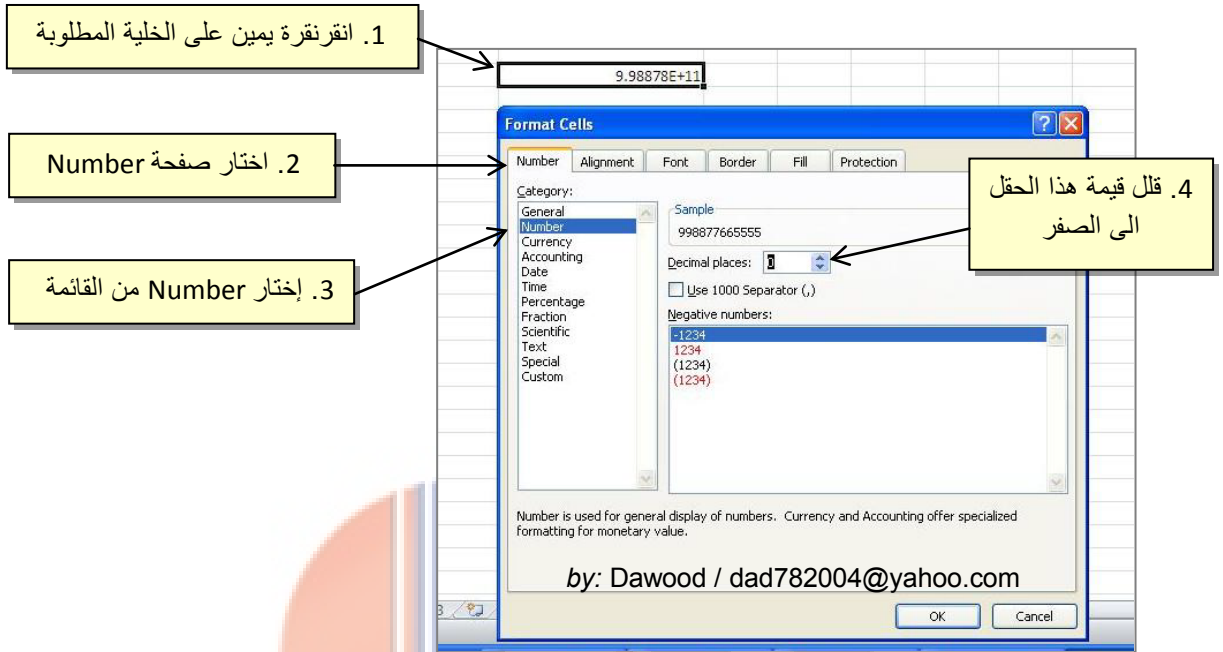 1. انقرنقرة يمين على الخلية المطلوبة
9.98878E+11
Format Cells
2. اختار صفحة Number
Number Alignment Font Border Fill Protection
4. قلل قيمة هذا الحقل
الى الصفر
3. إختار Number من القائمة
Category:
General
Number
Currency
Accounting
Date
Time
Percentage
Fraction
Scientific
Text
Special
Custom
Sample
998877665555
Decimal places: 0
Use 1000 Separator (,)
Negative numbers:
-1234
1234
(1234)
(1234)
Number is used for general display of numbers. Currency and Accounting offer specialized
formatting for monetary value.
by: Dawood / dad782004@yahoo.com
3
OK Cancel